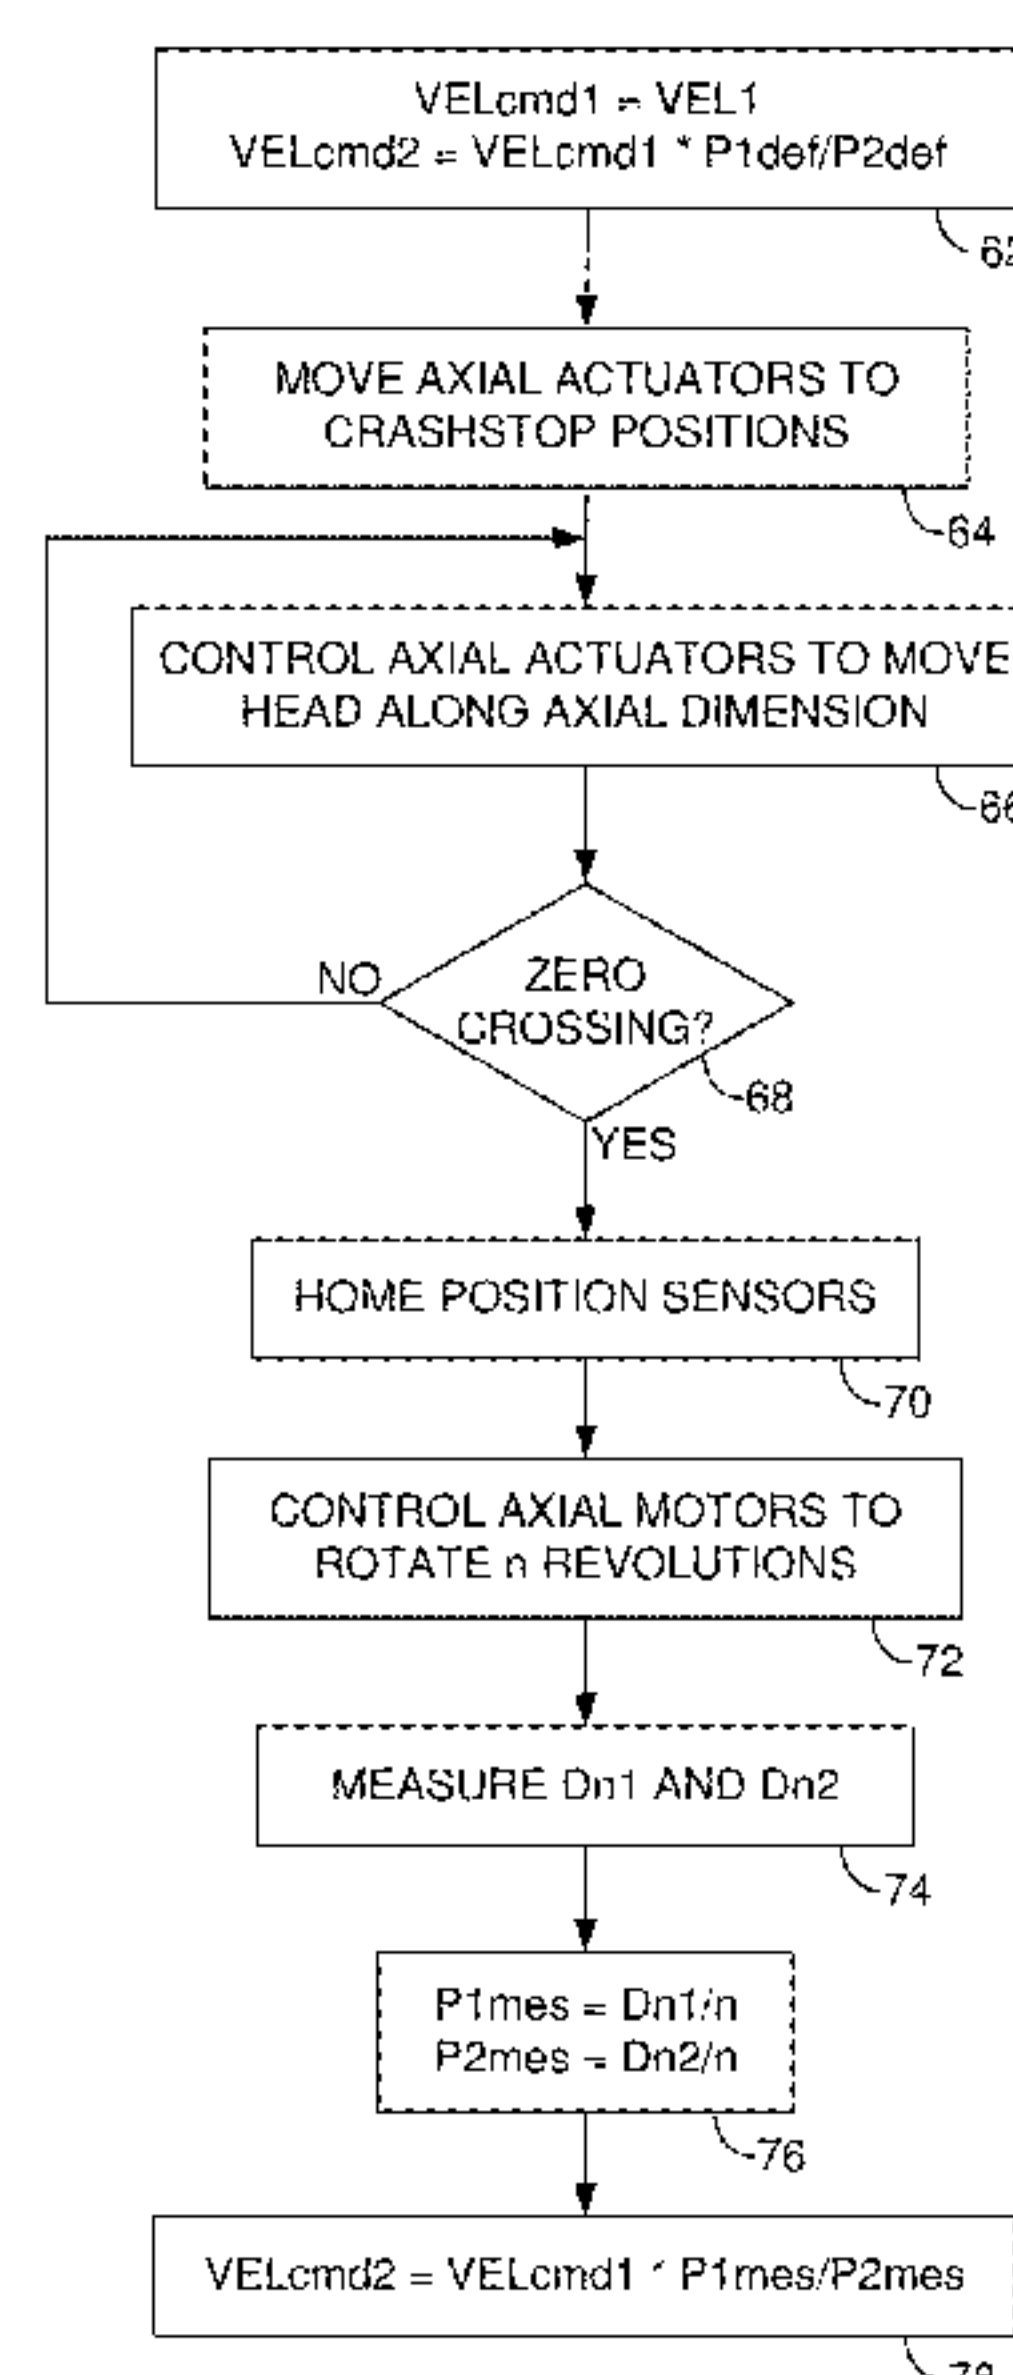 VELcmd1 = VEL1
VELcmd2 = VELcmd1 * P1def/P2def
MOVE AXIAL ACTUATORS TO
CRASHSTOP POSITIONS
64
CONTROL AXIAL ACTUATORS TO MOVE
HEAD ALONG AXIAL DIMENSION
66
NO
ZERO
CROSSING?
68
YES
HOME POSITION SENSORS
70
CONTROL AXIAL MOTORS TO
ROTATE n REVOLUTIONS
72
MEASURE Dn1 AND Dn2
74
P1mes = Dn1/n
P2mes = Dn2/n
76
VELcmd2 = VELcmd1 * P1mes/P2mes